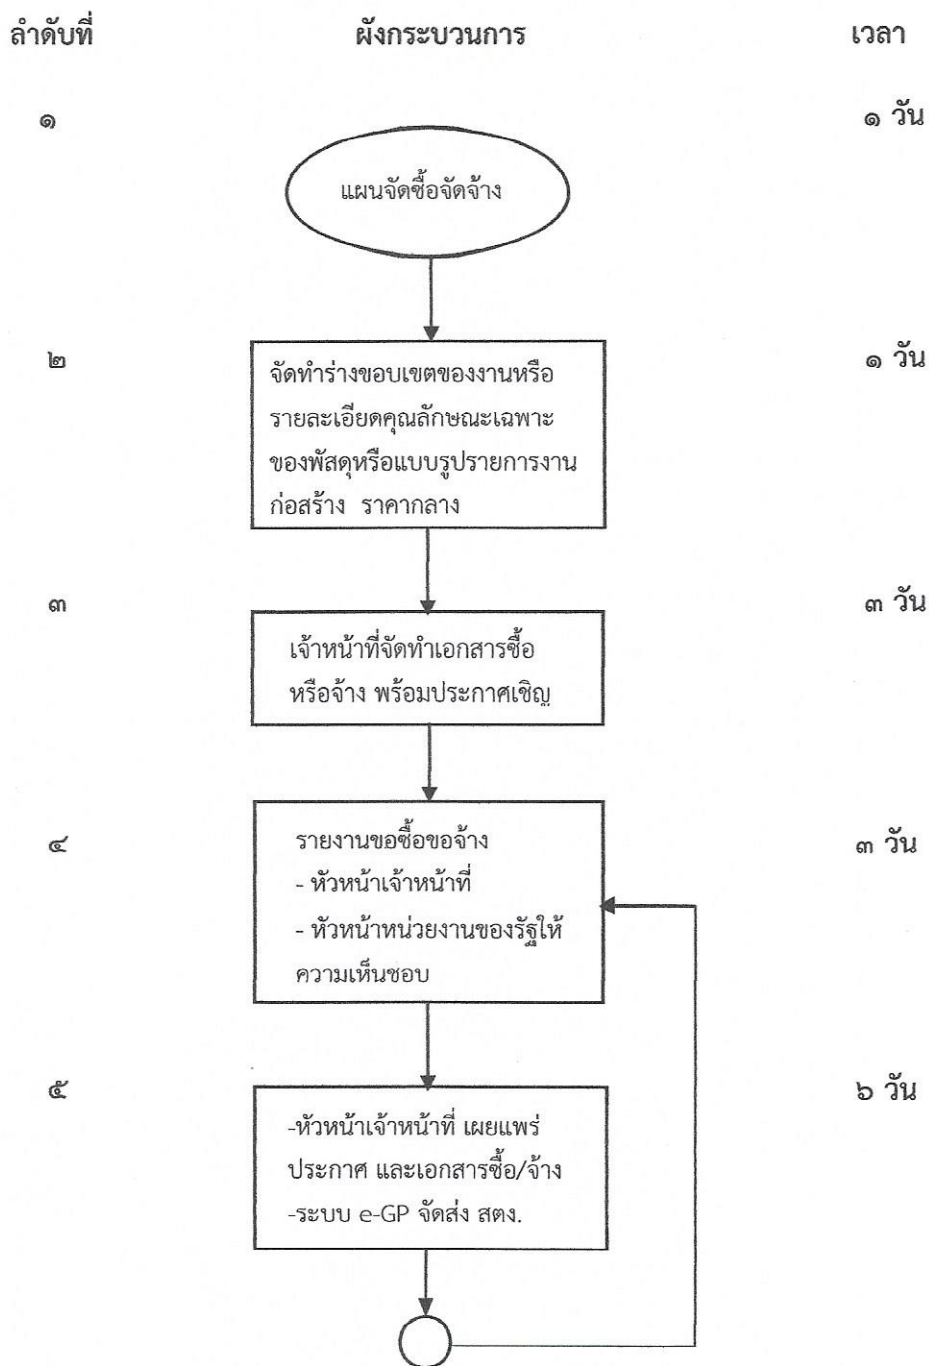 ลำดับที่ ผังกระบวนการ เวลา
๑ ๑ วัน
แผนจัดซื้อจัดจ้าง
๒ ๑ วัน
จัดทำร่างขอบเขตของงานหรือ
รายละเอียดคุณลักษณะเฉพาะ
ของพัสดุหรือแบบรูปรายการงาน
ก่อสร้าง ราคากลาง
๓ ๓ วัน
เจ้าหน้าที่จัดทำเอกสารซื้อ
หรือจ้าง พร้อมประกาศเชิญ
๔ ๓ วัน
รายงานขอซื้อขอจ้าง
- หัวหน้าเจ้าหน้าที่
- หัวหน้าหน่วยงานของรัฐให้
ความเห็นชอบ
๕ ๖ วัน
-หัวหน้าเจ้าหน้าที่ เผยแพร่
ประกาศ และเอกสารซื้อ/จ้าง
-ระบบ e-GP จัดส่ง สตง.